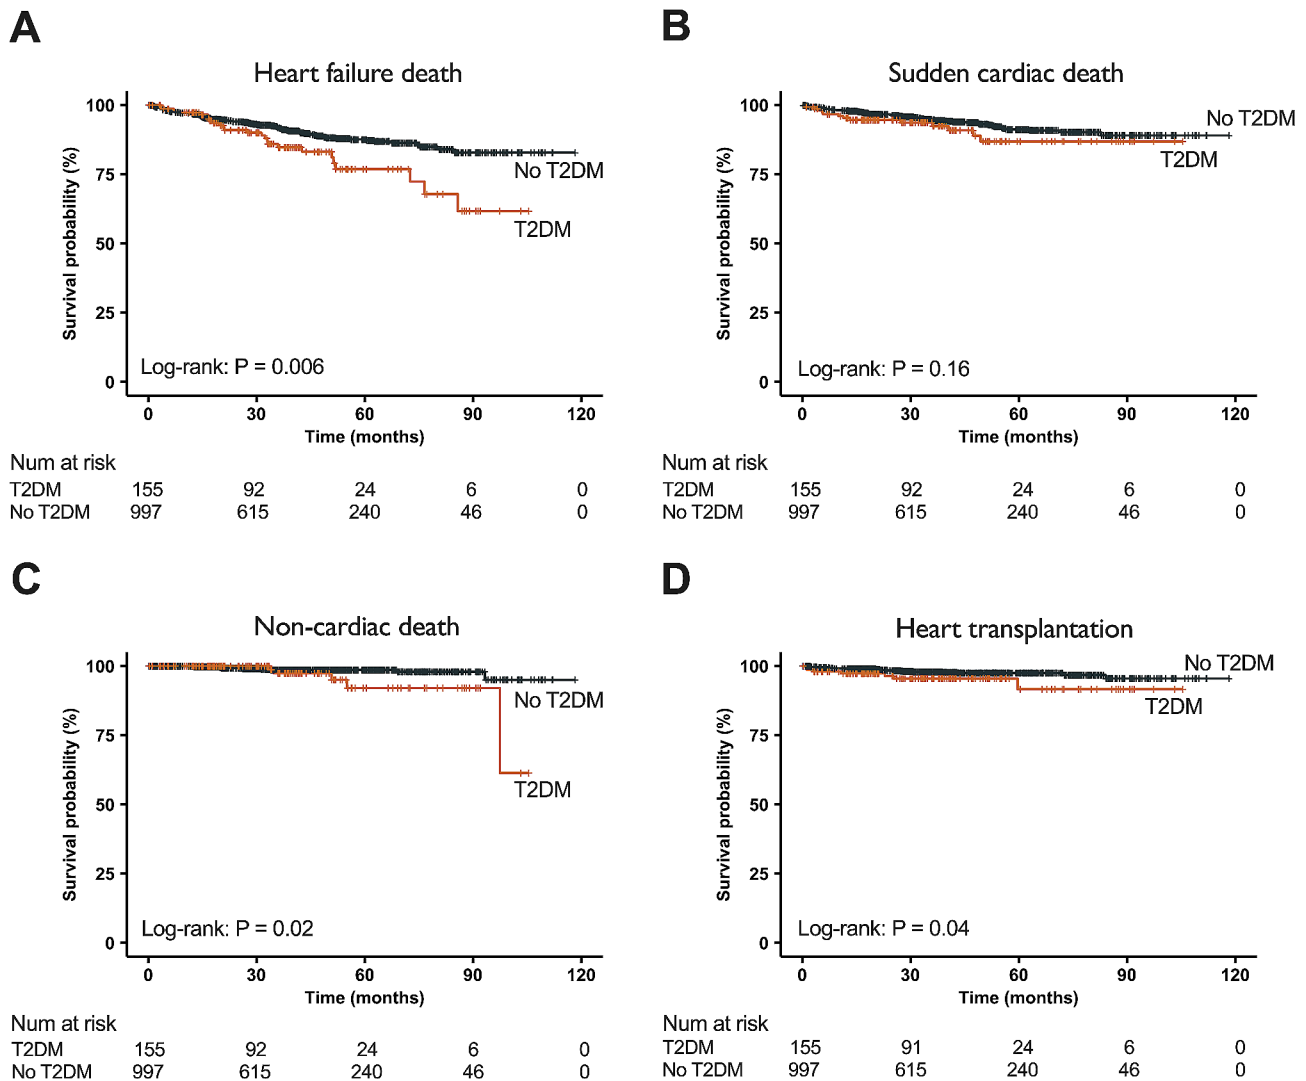 A
Heart failure death
100
75
50
25
0
Survival probability (%)
No T2DM
T2DM
Log-rank: P = 0.006
0 30 60 90 120
Time (months)
Num at risk
T2DM 155 92 24 6 0
No T2DM 997 615 240 46 0
B
Sudden cardiac death
100
75
50
25
0
Survival probability (%)
No T2DM
T2DM
Log-rank: P = 0.16
0 30 60 90 120
Time (months)
Num at risk
T2DM 155 92 24 6 0
No T2DM 997 615 240 46 0
C
Non-cardiac death
100
75
50
25
0
Survival probability (%)
No T2DM
T2DM
Log-rank: P = 0.02
0 30 60 90 120
Time (months)
Num at risk
T2DM 155 92 24 6 0
No T2DM 997 615 240 46 0
D
Heart transplantation
100
75
50
25
0
Survival probability (%)
No T2DM
T2DM
Log-rank: P = 0.04
0 30 60 90 120
Time (months)
Num at risk
T2DM 155 91 24 6 0
No T2DM 997 615 240 46 0